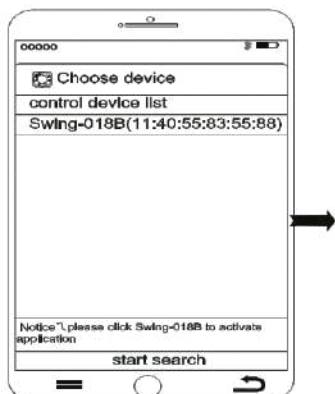 ooooo
Choose device
control device list
Swing-018B(11:40:55:83:55:88)
Notice\please click Swing-018B to activate
application
start search